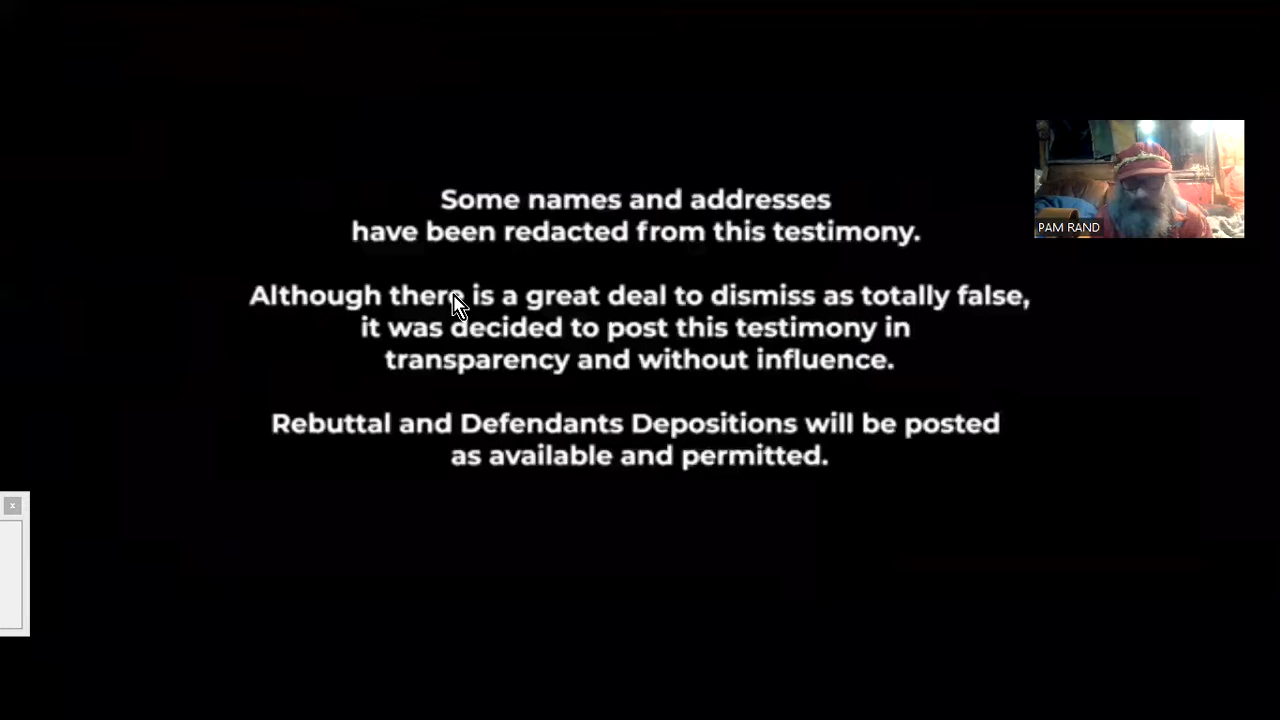 Some names and addresses
have been redacted from this testimony.
Although there is a great deal to dismiss as totally false,
it was decided to post this testimony in
transparency and without influence.
Rebuttal and Defendants Depositions will be posted
as available and permitted.
PAM RAND
x